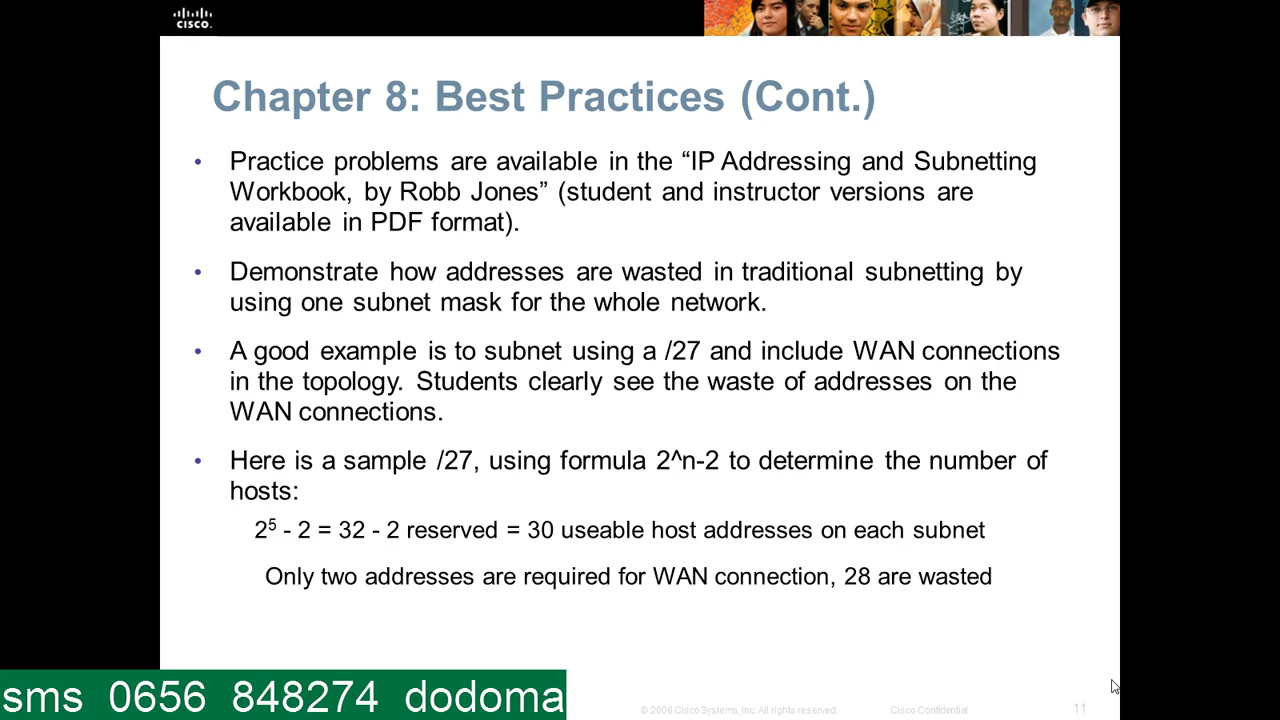 CISCO
Chapter 8: Best Practices (Cont.)
• Practice problems are available in the “IP Addressing and Subnetting
Workbook, by Robb Jones” (student and instructor versions are
available in PDF format).
• Demonstrate how addresses are wasted in traditional subnetting by
using one subnet mask for the whole network.
• A good example is to subnet using a /27 and include WAN connections
in the topology. Students clearly see the waste of addresses on the
WAN connections.
• Here is a sample /27, using formula 2^n-2 to determine the number of
hosts:
2⁵ - 2 = 32 - 2 reserved = 30 useable host addresses on each subnet
Only two addresses are required for WAN connection, 28 are wasted
sms 0656 848274 dodoma
© 2008 Cisco Systems, Inc. All rights reserved. Cisco Confidential 11